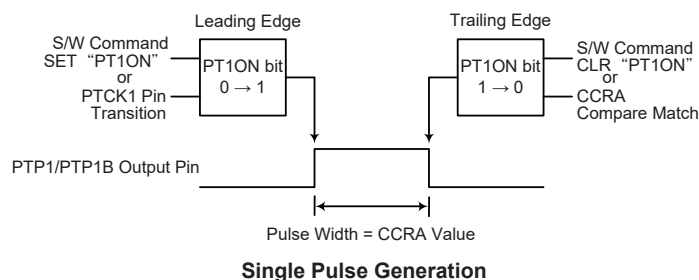 Leading Edge
Trailing Edge
S/W Command
SET “PT1ON”
or
PTCK1 Pin
Transition
PT1ON bit
0 → 1
PT1ON bit
1 → 0
S/W Command
CLR “PT1ON”
or
CCRA
Compare Match
PTP1/PTP1B Output Pin
Pulse Width = CCRA Value
Single Pulse Generation